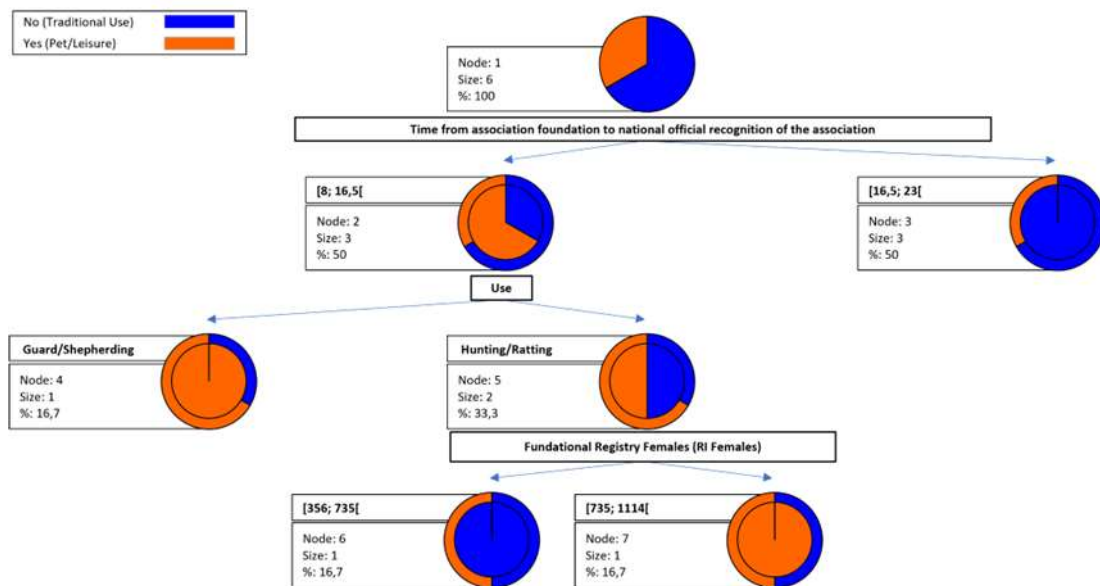 No (Traditional Use)
Yes (Pet/Leisure)
Node: 1
Size: 6
%: 100
Time from association foundation to national official recognition of the association
[8; 16,5[
Node: 2
Size: 3
%: 50
[16,5; 23[
Node: 3
Size: 3
%: 50
Use
Guard/Shepherding
Node: 4
Size: 1
%: 16,7
Hunting/Ratting
Node: 5
Size: 2
%: 33,3
Fundational Registry Females (RI Females)
[356; 735[
Node: 6
Size: 1
%: 16,7
[735; 1114[
Node: 7
Size: 1
%: 16,7